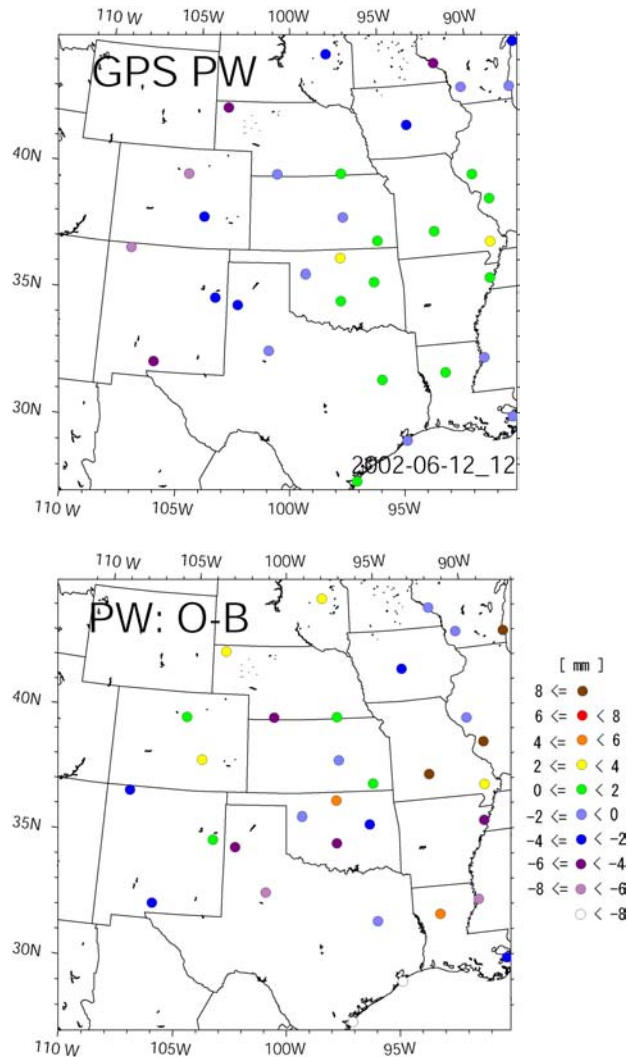 110 W 105W 100W 95W 90W
GPS PW
40N
35N
30N
2002-06-12_12
110 W 105W 100W 95W
110 W 105W 100W 95W 90W
PW: O-B
40N
35N
30N
110 W 105W 100W 95W
[ mm ]
8 <=
6 <= < 8
4 <= < 6
2 <= < 4
0 <= < 2
-2 <= < 0
-4 <= < -2
-6 <= < -4
-8 <= < -6
< -8